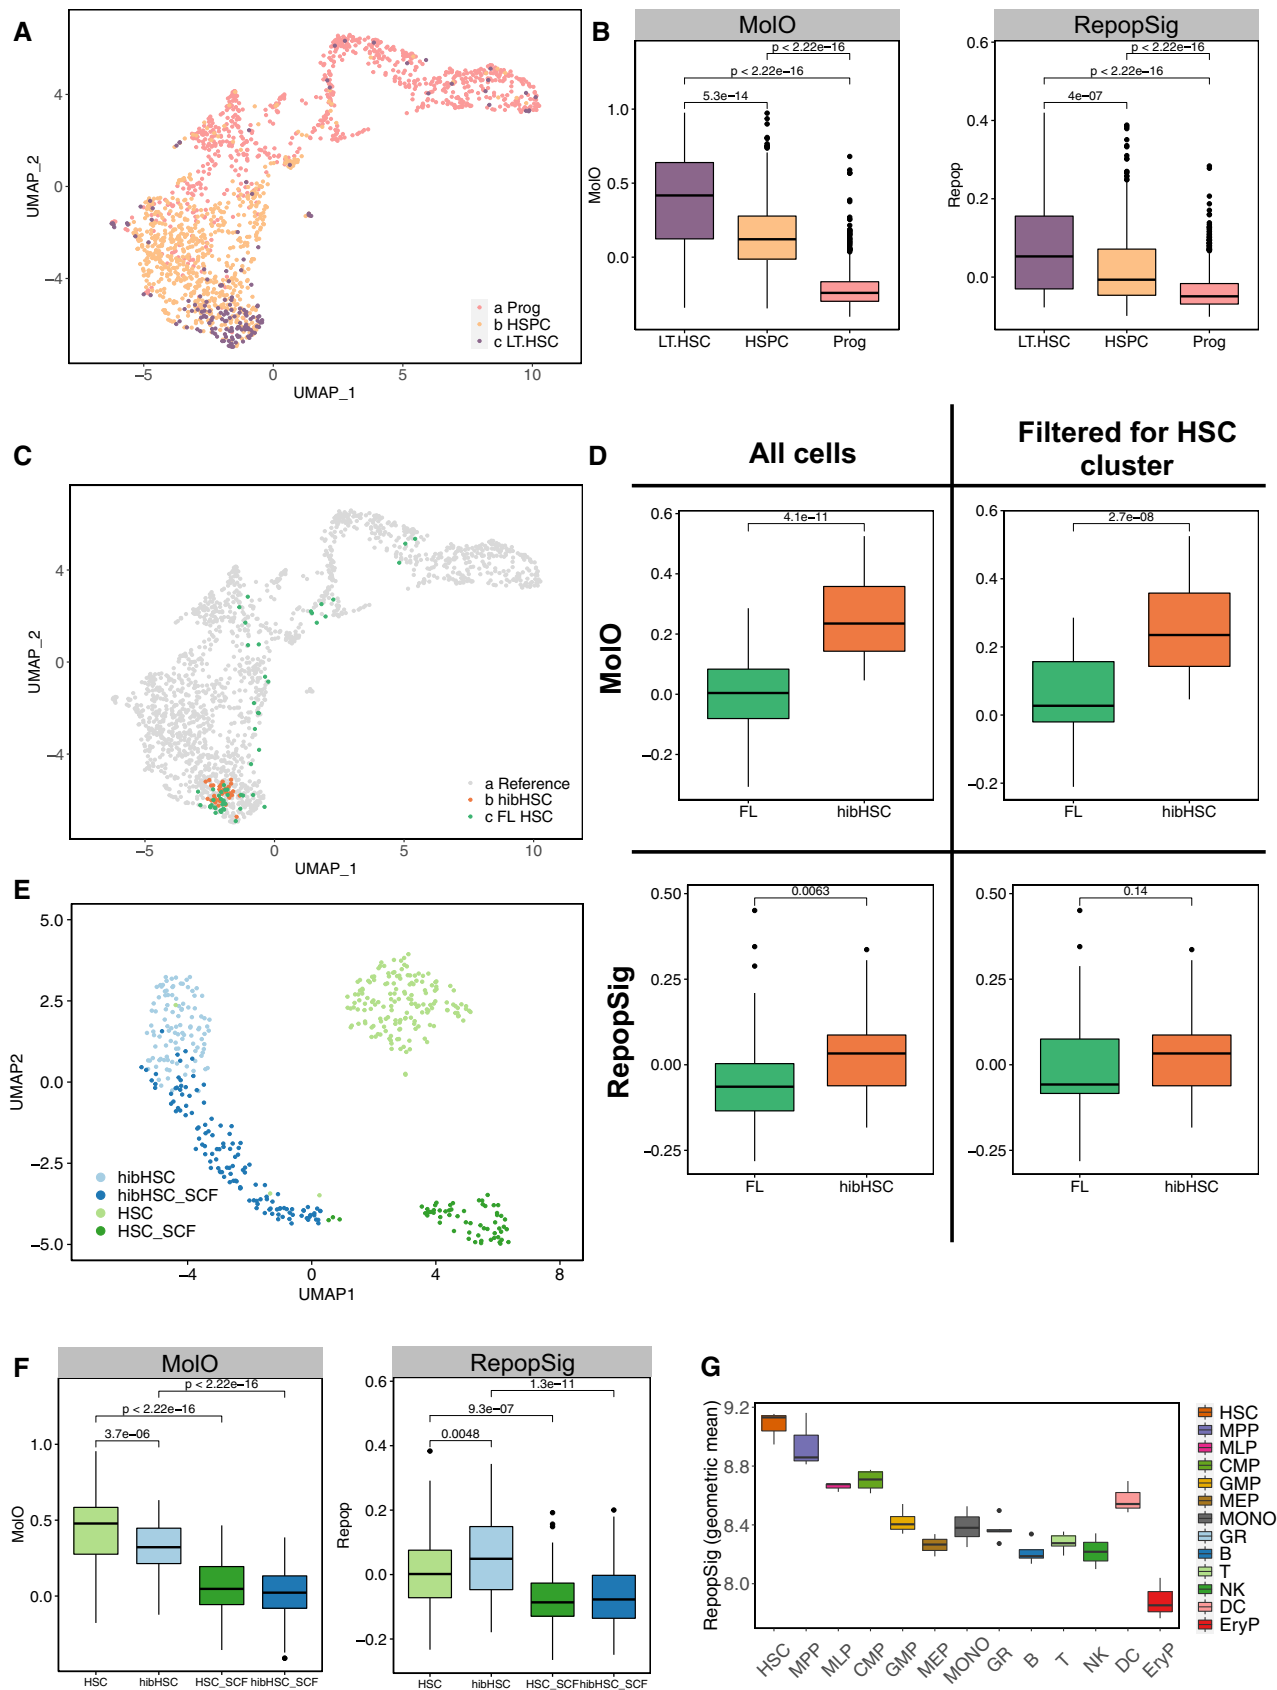 A
4
0
−4
UMAP_2
−5
0
5
10
UMAP_1
a Prog
b HSPC
c LT.HSC
B
MolO
p < 2.22e−16
p < 2.22e−16
5.3e−14
1.0
0.5
0.0
MolO
LT.HSC
HSPC
Prog
RepopSig
p < 2.22e−16
p < 2.22e−16
4e−07
0.6
0.4
0.2
0.0
Repop
LT.HSC
HSPC
Prog
C
4
0
−4
UMAP_2
−5
0
5
10
UMAP_1
a Reference
b hibHSC
c FL HSC
D
All cells
Filtered for HSC
cluster
MolO
4.1e−11
0.6
0.4
0.2
0.0
−0.2
FL
hibHSC
2.7e−08
0.6
0.4
0.2
0.0
−0.2
FL
hibHSC
RepopSig
0.0063
0.50
0.25
0.00
−0.25
FL
hibHSC
0.14
0.50
0.25
0.00
−0.25
FL
hibHSC
E
5.0
2.5
0.0
−2.5
−5.0
UMAP2
−4
0
4
8
UMAP1
hibHSC
hibHSC_SCF
HSC
HSC_SCF
F
MolO
p < 2.22e−16
p < 2.22e−16
3.7e−06
1.0
0.5
0.0
MolO
HSC
hibHSC
HSC_SCF
hibHSC_SCF
RepopSig
1.3e−11
9.3e−07
0.0048
0.6
0.4
0.2
0.0
−0.2
Repop
HSC
hibHSC
HSC_SCF
hibHSC_SCF
G
RepopSig (geometric mean)
9.2
8.8
8.4
8.0
HSC
MPP
MLP
CMP
GMP
MEP
MONO
GR
B
T
NK
DC
EryP
HSC
MPP
MLP
CMP
GMP
MEP
MONO
GR
B
T
NK
DC
EryP